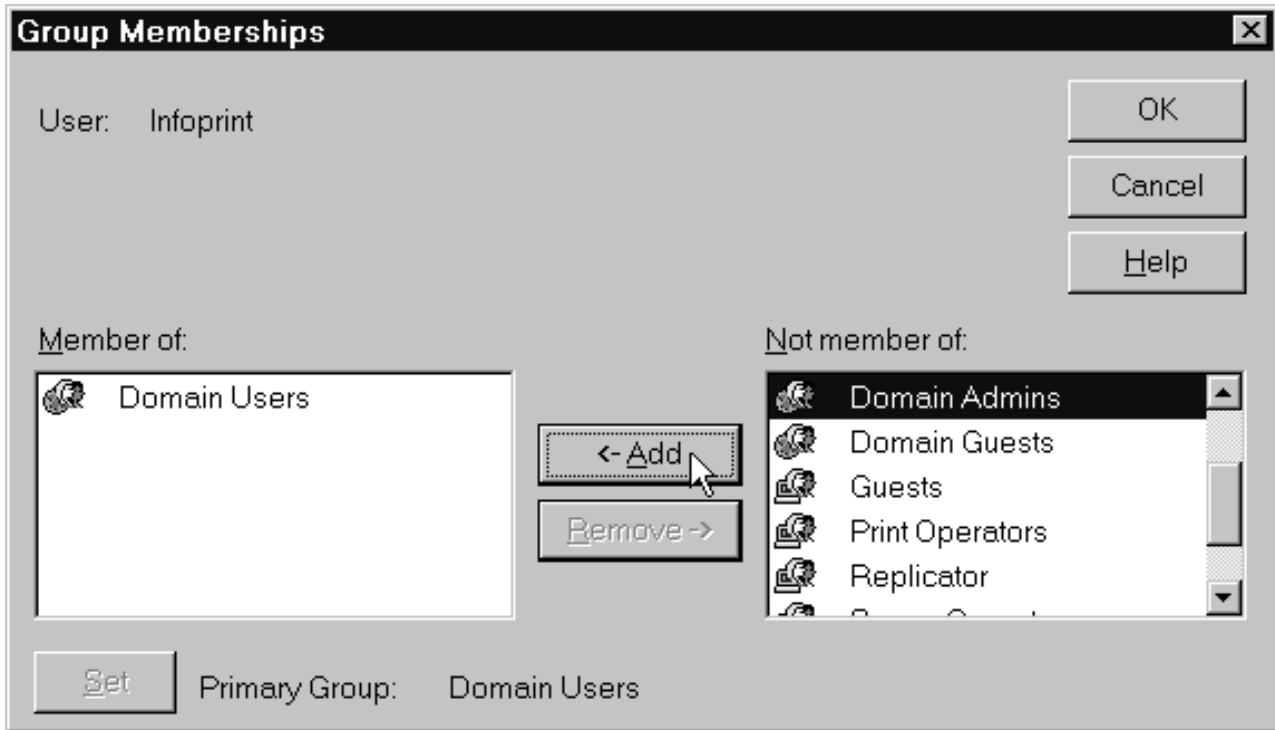 Group Memberships
User: Infoprint
OK
Cancel
Help
Member of:
Domain Users
<- Add
Remove ->
Not member of:
Domain Admins
Domain Guests
Guests
Print Operators
Replicator
Set
Primary Group: Domain Users